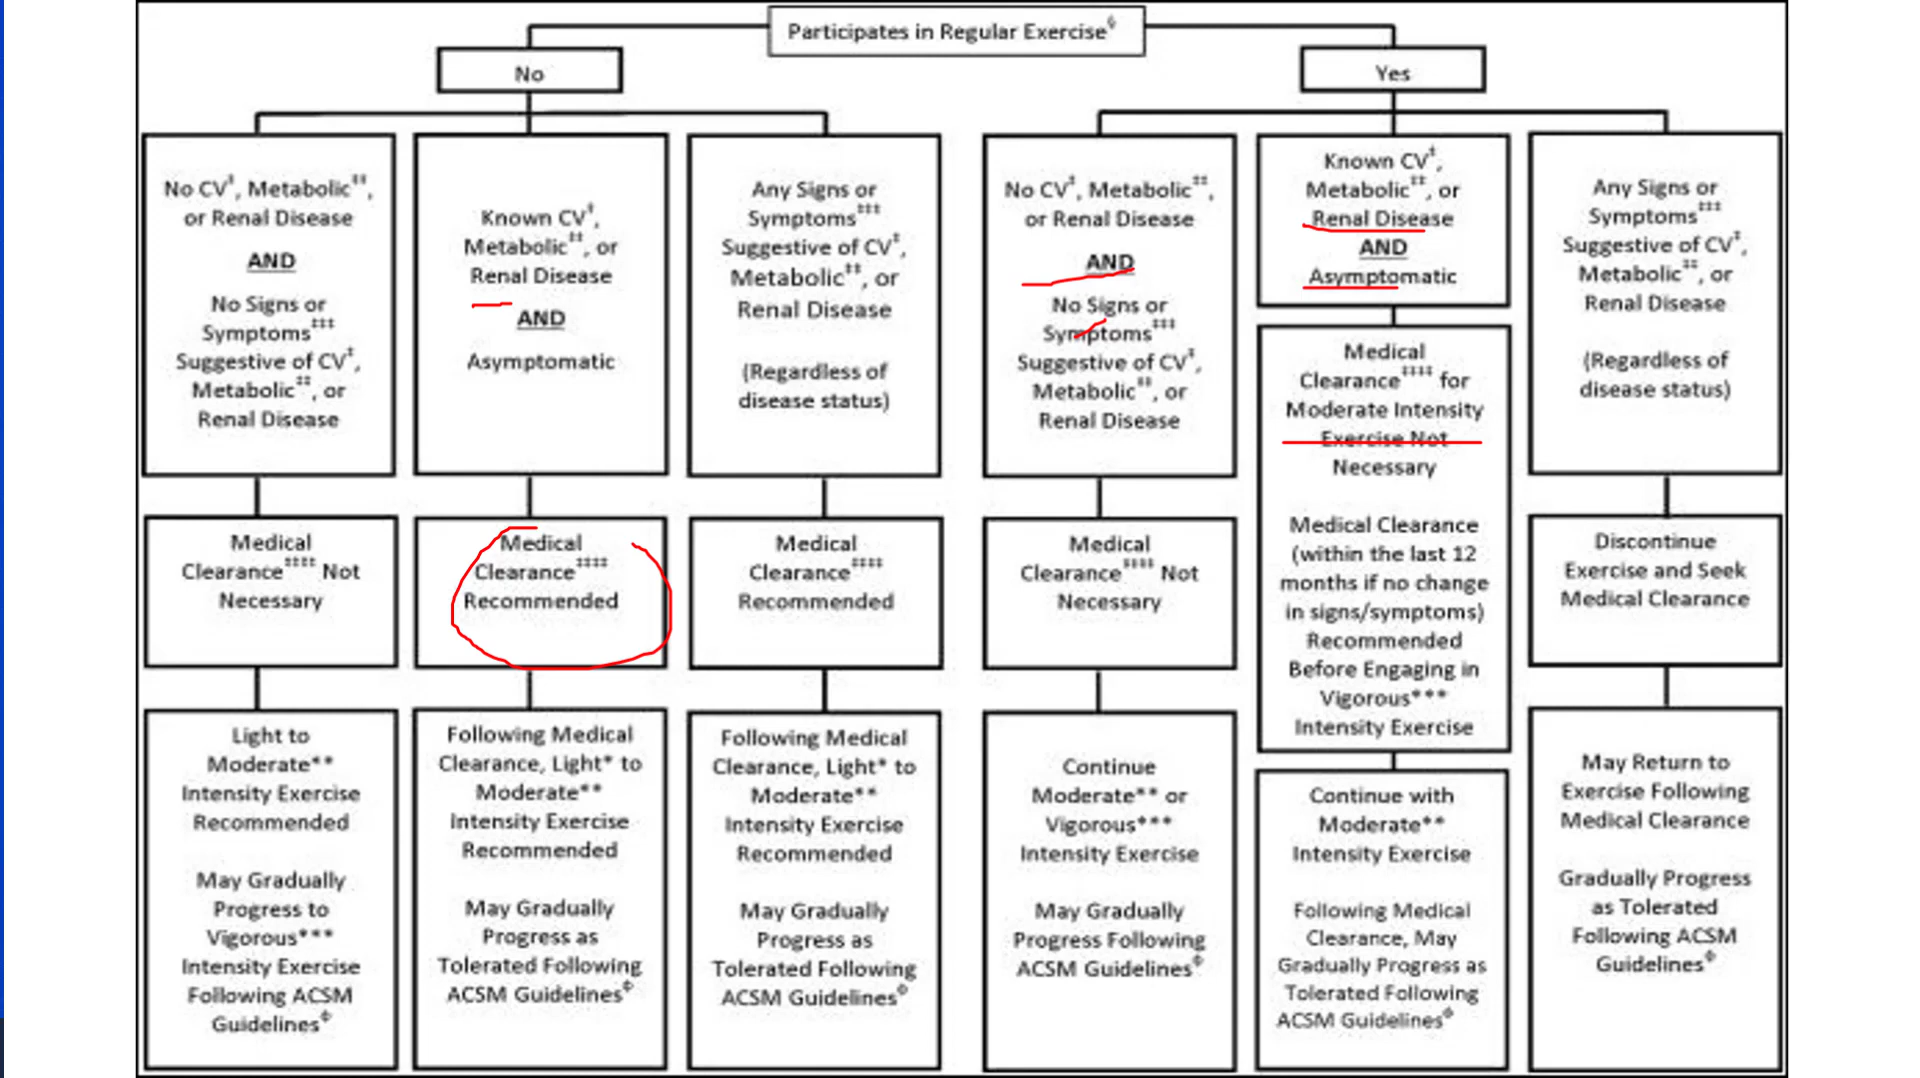 Participates in Regular Exercise§
No
Yes
No CV‡, Metabolic‡‡,
or Renal Disease
AND
No Signs or
Symptoms‡‡‡
Suggestive of CV‡,
Metabolic‡‡, or
Renal Disease
Known CV‡,
Metabolic‡‡, or
Renal Disease
AND
Asymptomatic
Any Signs or
Symptoms‡‡‡
Suggestive of CV‡,
Metabolic‡‡, or
Renal Disease
(Regardless of
disease status)
No CV‡, Metabolic‡‡,
or Renal Disease
AND
No Signs or
Symptoms‡‡‡
Suggestive of CV‡,
Metabolic‡‡, or
Renal Disease
Known CV‡,
Metabolic‡‡, or
Renal Disease
AND
Asymptomatic
Any Signs or
Symptoms‡‡‡
Suggestive of CV‡,
Metabolic‡‡, or
Renal Disease
(Regardless of
disease status)
Medical
Clearance‡‡‡‡ Not
Necessary
Medical
Clearance‡‡‡‡
Recommended
Medical
Clearance‡‡‡‡
Recommended
Medical
Clearance‡‡‡‡ Not
Necessary
Medical
Clearance‡‡‡‡ for
Moderate Intensity
Exercise Not
Necessary
Medical Clearance
(within the last 12
months if no change
in signs/symptoms)
Recommended
Before Engaging in
Vigorous***
Intensity Exercise
Discontinue
Exercise and Seek
Medical Clearance
Light to
Moderate**
Intensity Exercise
Recommended
May Gradually
Progress to
Vigorous***
Intensity Exercise
Following ACSM
Guidelinesᶲ
Following Medical
Clearance, Light* to
Moderate**
Intensity Exercise
Recommended
May Gradually
Progress as
Tolerated Following
ACSM Guidelinesᶲ
Following Medical
Clearance, Light* to
Moderate**
Intensity Exercise
Recommended
May Gradually
Progress as
Tolerated Following
ACSM Guidelinesᶲ
Continue
Moderate** or
Vigorous***
Intensity Exercise
May Gradually
Progress Following
ACSM Guidelinesᶲ
Continue with
Moderate**
Intensity Exercise
Following Medical
Clearance, May
Gradually Progress as
Tolerated Following
ACSM Guidelinesᶲ
May Return to
Exercise Following
Medical Clearance
Gradually Progress
as Tolerated
Following ACSM
Guidelinesᶲ